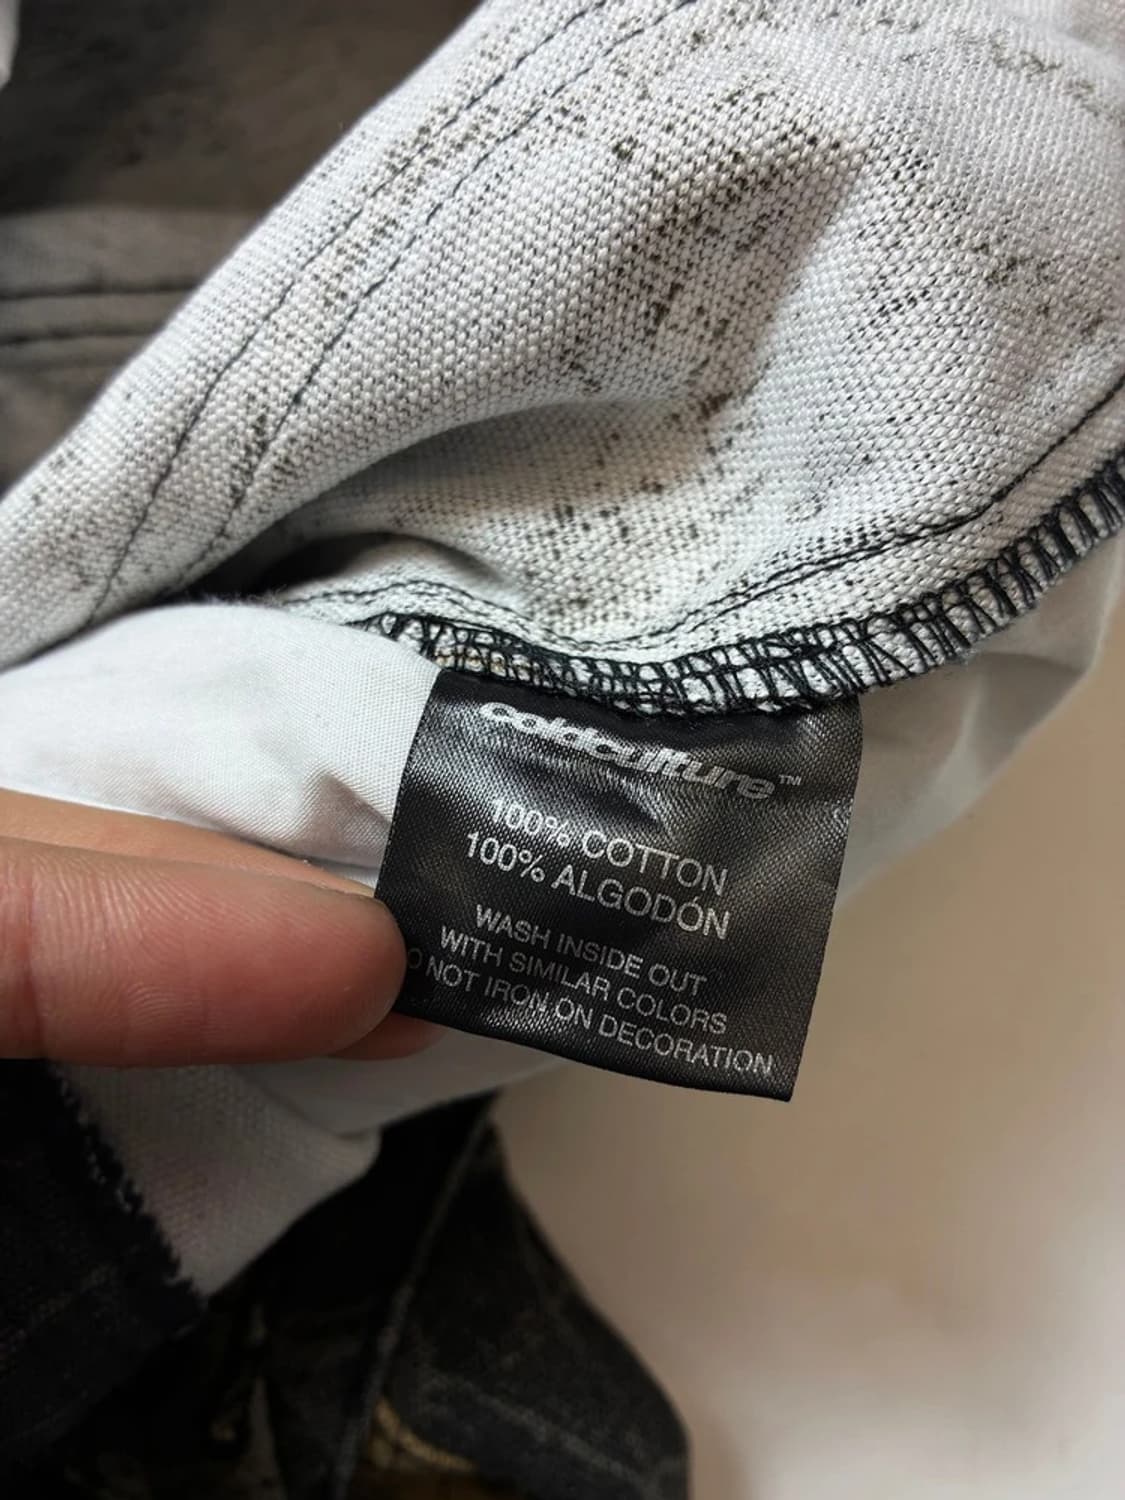 coldculture™
100% COTTON
100% ALGODÓN
WASH INSIDE OUT
WITH SIMILAR COLORS
O NOT IRON ON DECORATION